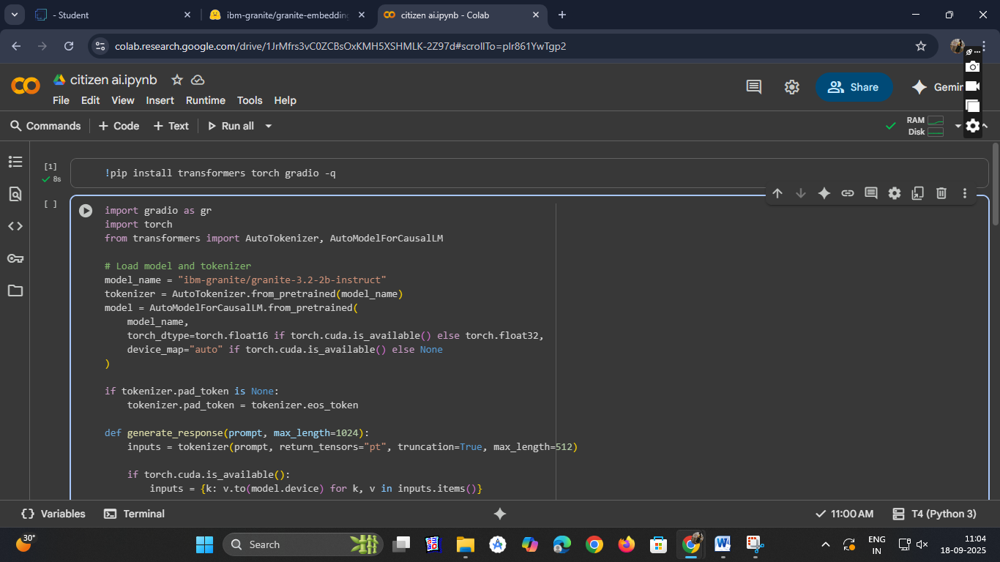 - Student
ibm-granite/granite-embedding
citizen ai.ipynb - Colab
colab.research.google.com/drive/1JrMfrs3vC0ZCBsOxKMH5XSHMLK-2Z97d#scrollTo=plr861YwTgp2
citizen ai.ipynb
File Edit View Insert Runtime Tools Help
Share
Gemin
Commands + Code + Text Run all
RAM
Disk
[1]
8s
!pip install transformers torch gradio -q
[ ]
import gradio as gr
import torch
from transformers import AutoTokenizer, AutoModelForCausalLM
# Load model and tokenizer
model_name = "ibm-granite/granite-3.2-2b-instruct"
tokenizer = AutoTokenizer.from_pretrained(model_name)
model = AutoModelForCausalLM.from_pretrained(
    model_name,
    torch_dtype=torch.float16 if torch.cuda.is_available() else torch.float32,
    device_map="auto" if torch.cuda.is_available() else None
)
if tokenizer.pad_token is None:
    tokenizer.pad_token = tokenizer.eos_token
def generate_response(prompt, max_length=1024):
    inputs = tokenizer(prompt, return_tensors="pt", truncation=True, max_length=512)
    if torch.cuda.is_available():
        inputs = {k: v.to(model.device) for k, v in inputs.items()}
Variables
Terminal
11:00 AM
T4 (Python 3)
30°
Search
ENG
IN
11:04
18-09-2025